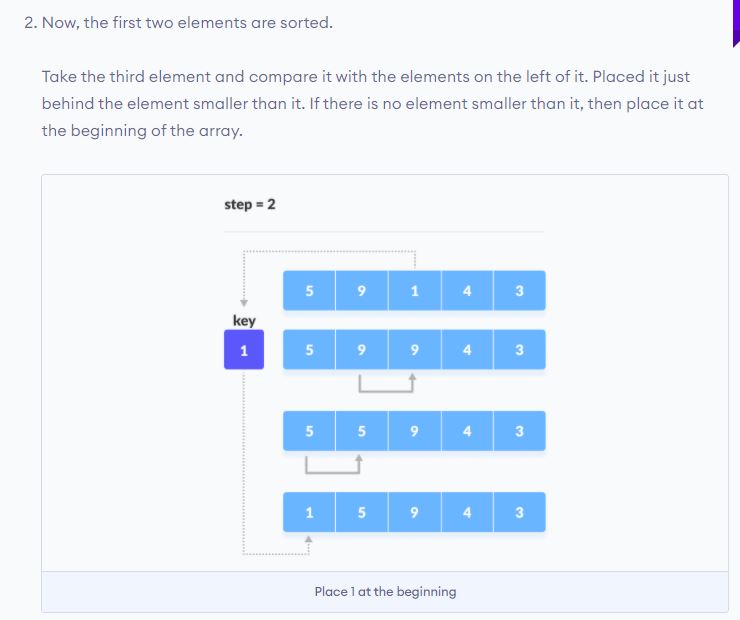 2. Now, the first two elements are sorted.
Take the third element and compare it with the elements on the left of it. Placed it just
behind the element smaller than it. If there is no element smaller than it, then place it at
the beginning of the array.
step = 2
5 9 1 4 3
key
1 5 9 9 4 3
5 5 9 4 3
1 5 9 4 3
Place 1 at the beginning